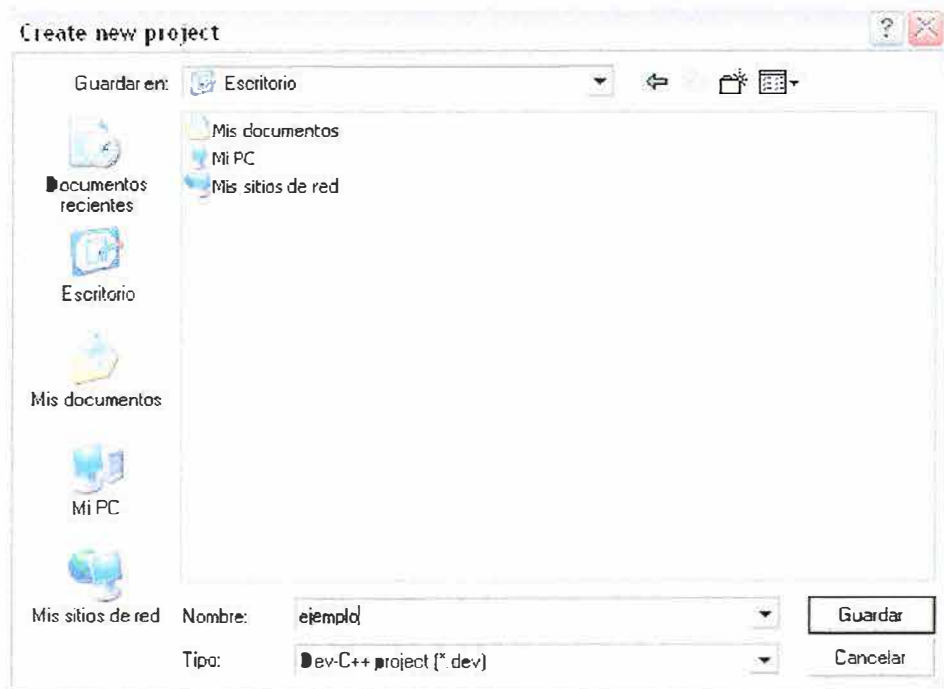 Create new project
Guardar en: Escritorio
Mis documentos
Mi PC
Mis sitios de red
Documentos
recientes
Escritorio
Mis documentos
Mi PC
Mis sitios de red
Nombre: ejemplo
Guardar
Tipo: Dev-C++ project (*.dev)
Cancelar